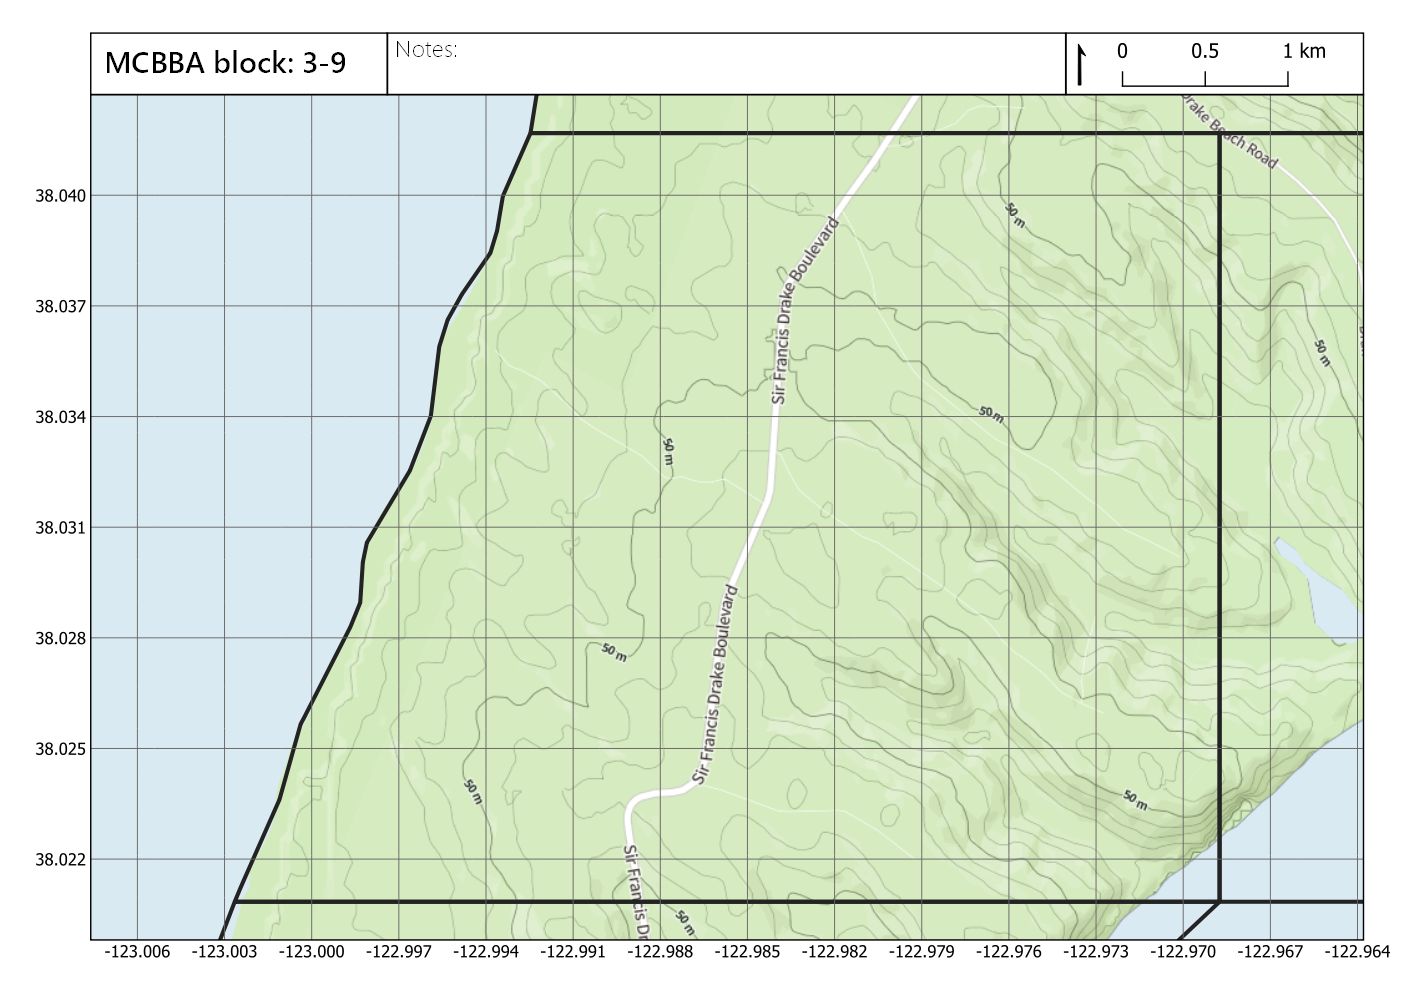 MCBBA block: 3-9
Notes:
0 0.5 1 km
Drake Beach Road
38.040
50 m
Sir Francis Drake Boulevard
38.037
50 m
38.034
50 m
50 m
38.031
Sir Francis Drake Boulevard
38.028
50 m
38.025
50 m
50 m
38.022
Sir Francis Dr
50 m
-123.006 -123.003 -123.000 -122.997 -122.994 -122.991 -122.988 -122.985 -122.982 -122.979 -122.976 -122.973 -122.970 -122.967 -122.964